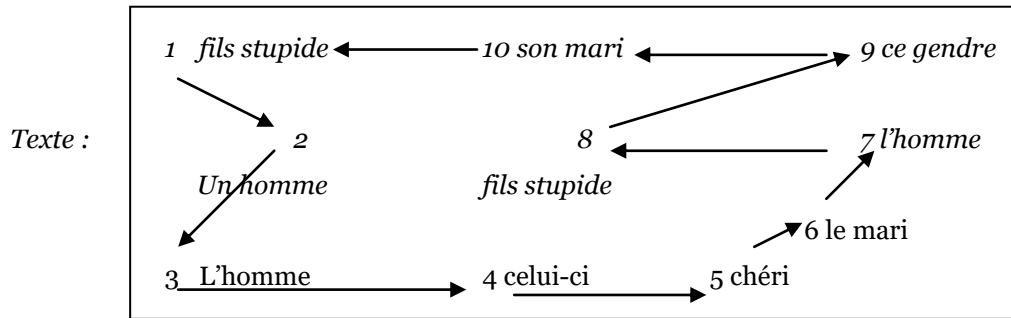 1 fils stupide 10 son mari 9 ce gendre
Texte : 2 8 7 l'homme
Un homme fils stupide
6 le mari
3 L'homme 4 celui-ci 5 chéri